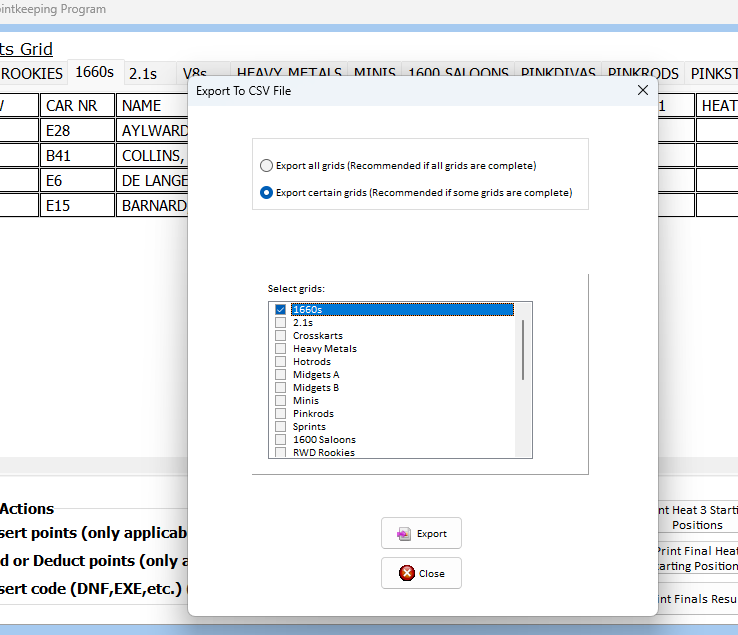 ointkeeping Program
ts Grid
ROOKIES 1660s 2.1s V8s HEAVY METALS MINIS 1600 SALOONS PINKDIVAS PINKRODS PINKST
CAR NR NAME 1 HEAT
E28 AYLWARD
B41 COLLINS,
E6 DE LANGE
E15 BARNARD
Export To CSV File
Export all grids (Recommended if all grids are complete)
Export certain grids (Recommended if some grids are complete)
Select grids:
1660s
2.1s
Crosskarts
Heavy Metals
Hotrods
Midgets A
Midgets B
Minis
Pinkrods
Sprints
1600 Saloons
RWD Rookies
Export
Close
Actions
sert points (only applicab
d or Deduct points (only a
sert code (DNF,EXE,etc.) (
nt Heat 3 Starti
Positions
Print Final Heat
arting Position
int Finals Resu